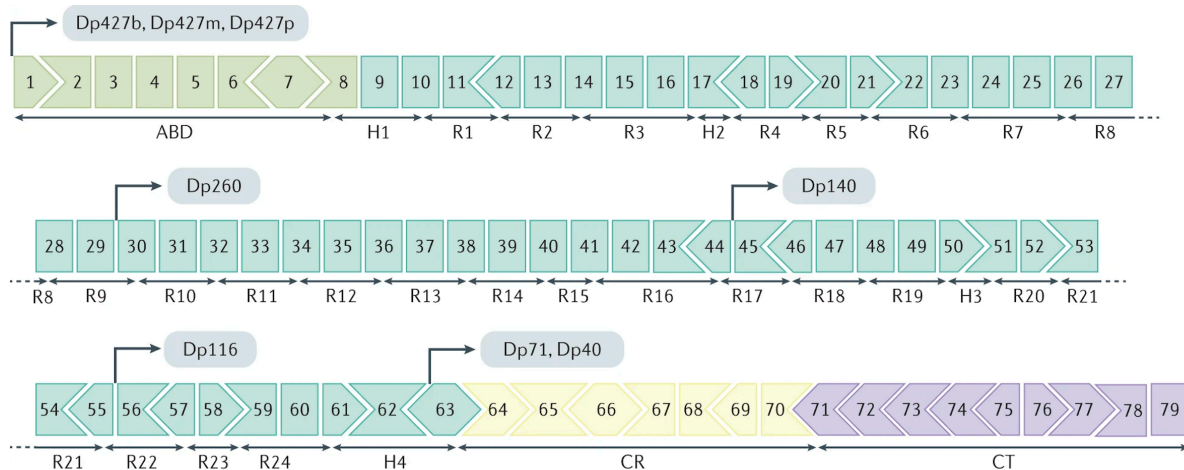 Dp427b, Dp427m, Dp427p
1 2 3 4 5 6 7 8 9 10 11 12 13 14 15 16 17 18 19 20 21 22 23 24 25 26 27
ABD H1 R1 R2 R3 H2 R4 R5 R6 R7 R8
Dp260 Dp140
28 29 30 31 32 33 34 35 36 37 38 39 40 41 42 43 44 45 46 47 48 49 50 51 52 53
R8 R9 R10 R11 R12 R13 R14 R15 R16 R17 R18 R19 H3 R20 R21
Dp116 Dp71, Dp40
54 55 56 57 58 59 60 61 62 63 64 65 66 67 68 69 70 71 72 73 74 75 76 77 78 79
R21 R22 R23 R24 H4 CR CT